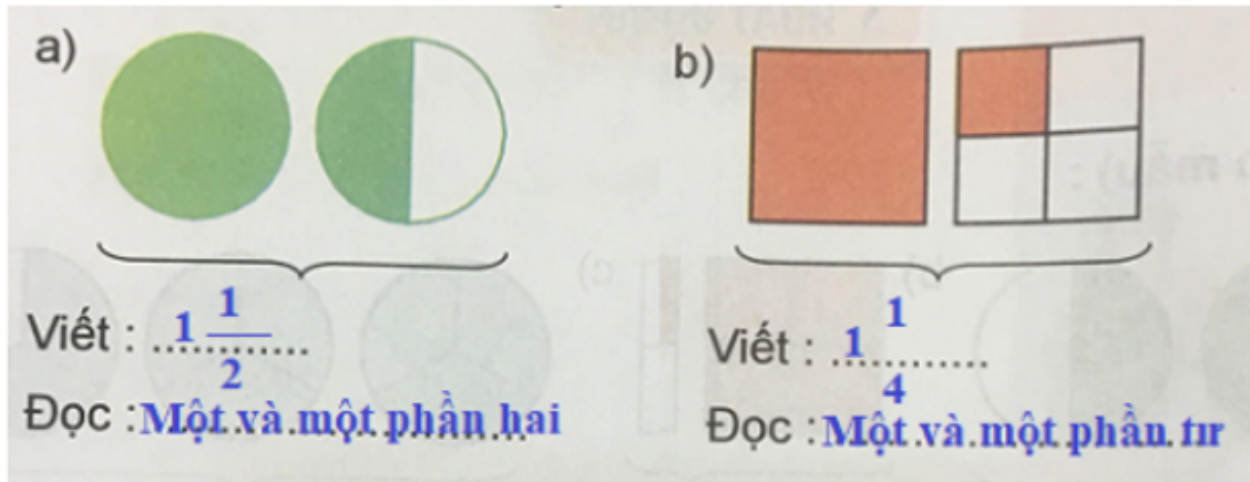 a)
b)
Viết : ..1 1/2.........
Đọc : Một và một phần hai
Viết : .1 1/4.........
Đọc : Một và một phần tư